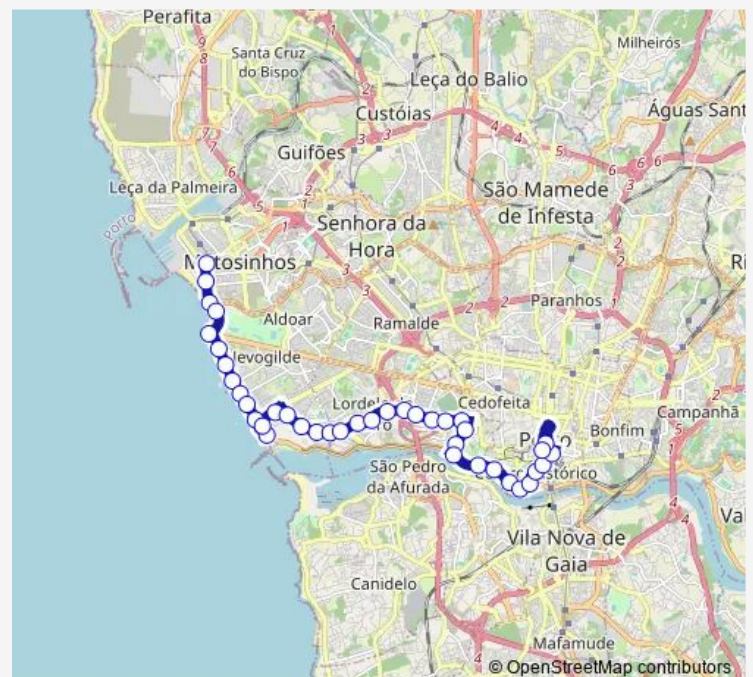 Perafita
Milheirós
Santa Cruz
do Bispo
Leça do Balio
Custóias
Águas Sant
Guifões
Leça da Palmeira
São Mamede
de Infesta
Senhora da
Hora
Porto
Matosinhos
Ri
Paranhos
Aldoar
Ramalde
Nevogilde
Cedofeita
Campanhã
Bonfim
São Pedro
da Afurada
Val
Vila Nova de
Gaia
Canidelo
Mafamude
© OpenStreetMap contributors